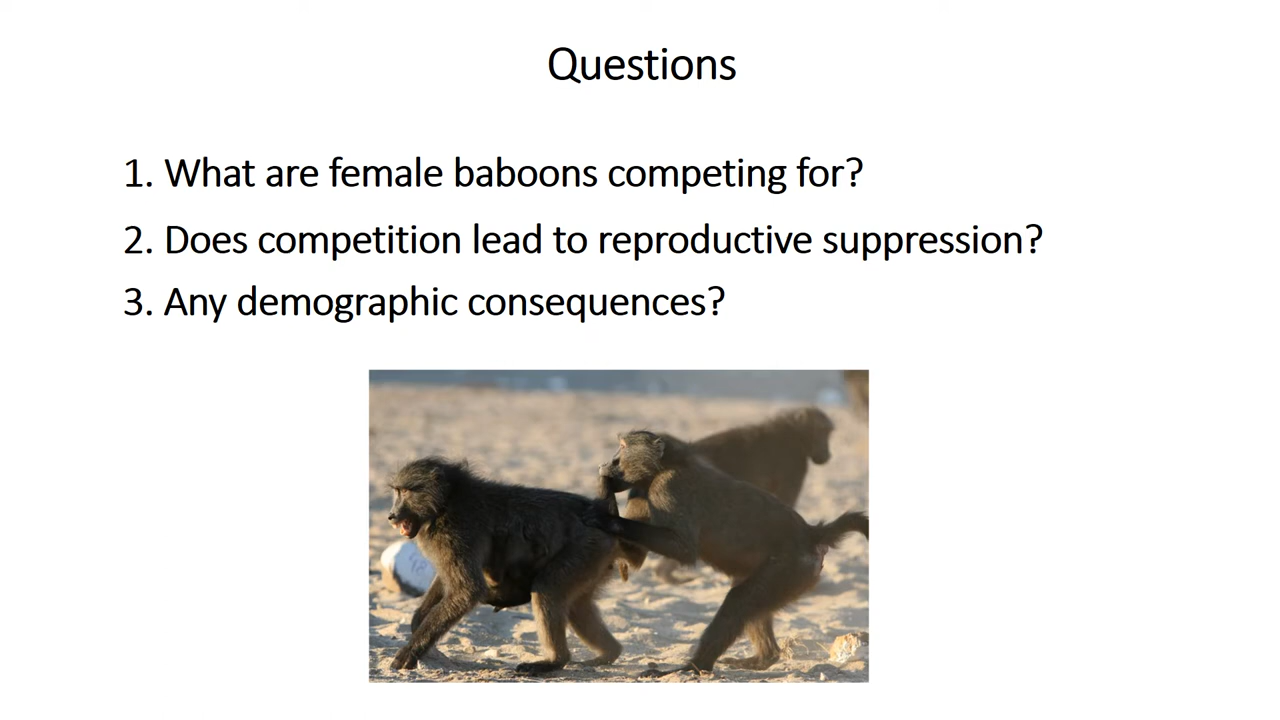 Questions
1. What are female baboons competing for?
2. Does competition lead to reproductive suppression?
3. Any demographic consequences?